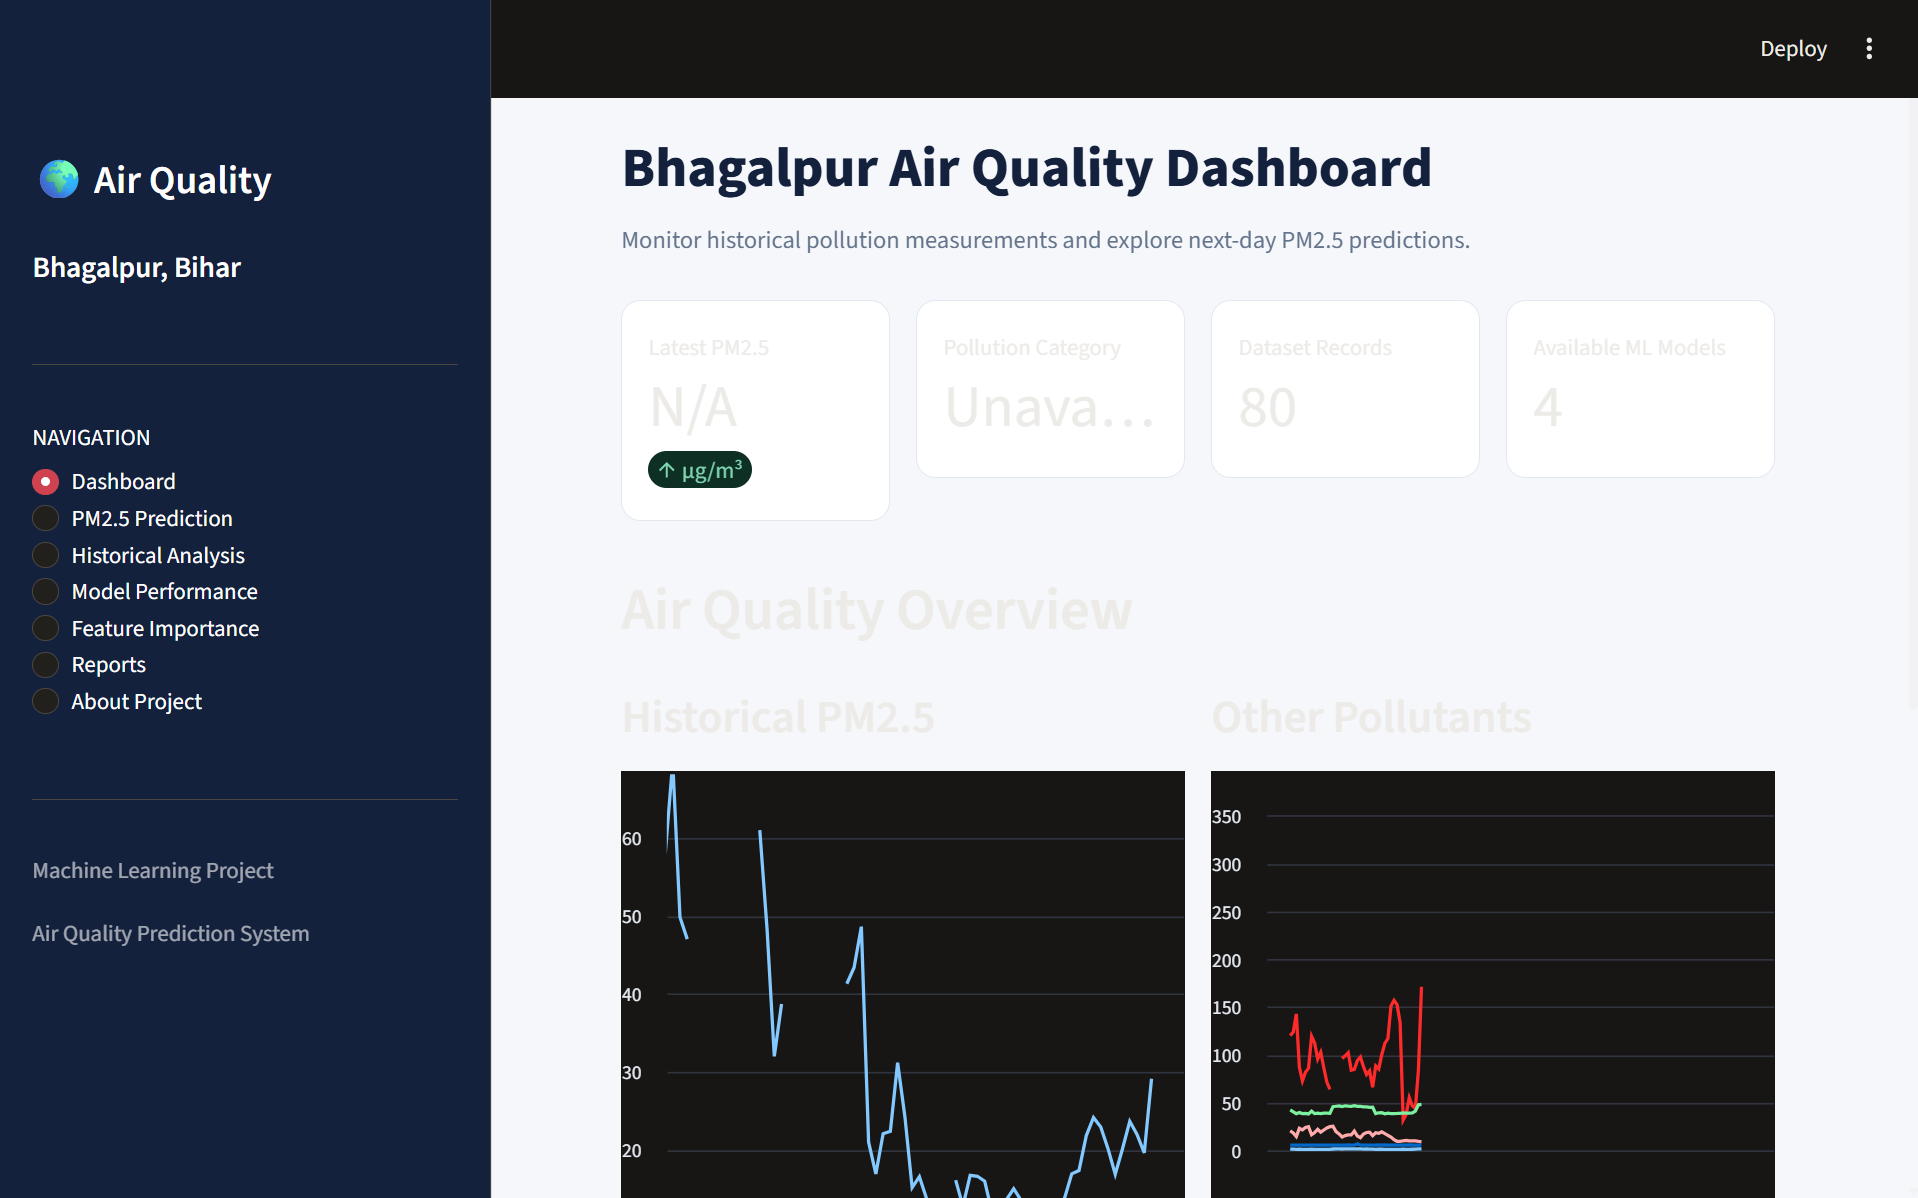 Deploy
Air Quality
Bhagalpur, Bihar
NAVIGATION
Dashboard
PM2.5 Prediction
Historical Analysis
Model Performance
Feature Importance
Reports
About Project
Machine Learning Project
Air Quality Prediction System
Bhagalpur Air Quality Dashboard
Monitor historical pollution measurements and explore next-day PM2.5 predictions.
Latest PM2.5
N/A
↑ μg/m³
Pollution Category
Unava...
Dataset Records
80
Available ML Models
4
Air Quality Overview
Historical PM2.5
60
50
40
30
20
Other Pollutants
350
300
250
200
150
100
50
0